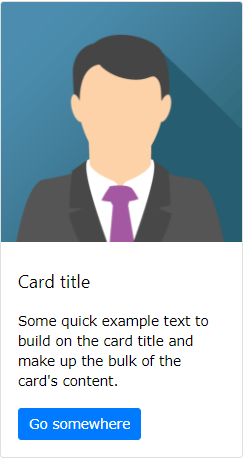 Card title
Some quick example text to
build on the card title and
make up the bulk of the
card's content.
Go somewhere